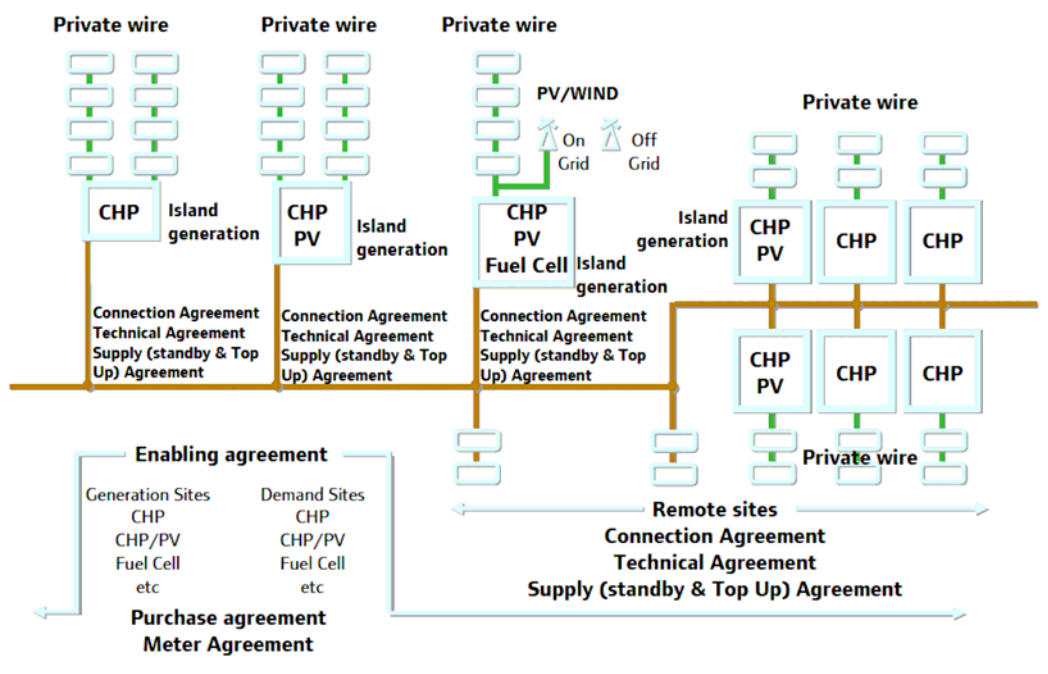 Private wire
Private wire
Private wire
PV/WIND
On
Grid
Off
Grid
Private wire
CHP
Island
generation
CHP
PV
Island
generation
CHP
PV
Fuel Cell
Island
generation
Island
generation
CHP
PV
CHP
CHP
Connection Agreement
Technical Agreement
Supply (standby & Top
Up) Agreement
Connection Agreement
Technical Agreement
Supply (standby & Top
Up) Agreement
Connection Agreement
Technical Agreement
Supply (standby & Top
Up) Agreement
CHP
PV
CHP
CHP
Private wire
Enabling agreement
Generation Sites
CHP
CHP/PV
Fuel Cell
etc
Demand Sites
CHP
CHP/PV
Fuel Cell
etc
Purchase agreement
Meter Agreement
Remote sites
Connection Agreement
Technical Agreement
Supply (standby & Top Up) Agreement